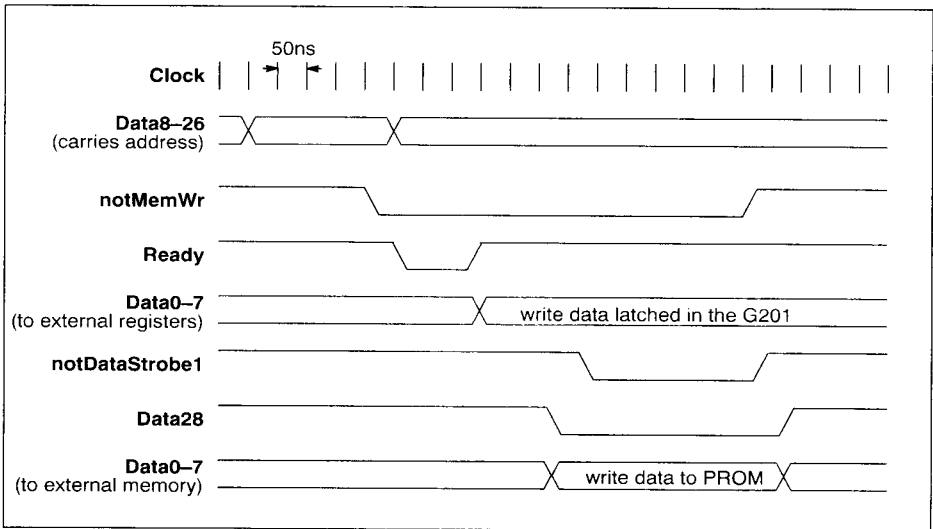 50ns
Clock
Data8–26
(carries address)
notMemWr
Ready
Data0–7
(to external registers)
write data latched in the G201
notDataStrobe1
Data28
Data0–7
(to external memory)
write data to PROM